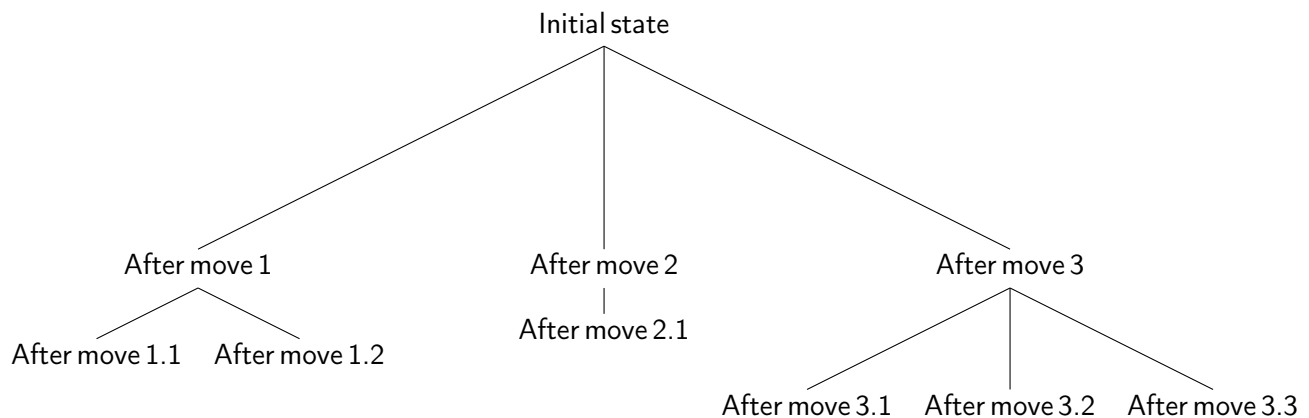 Initial state
After move 1
After move 2
After move 3
After move 1.1
After move 1.2
After move 2.1
After move 3.1
After move 3.2
After move 3.3